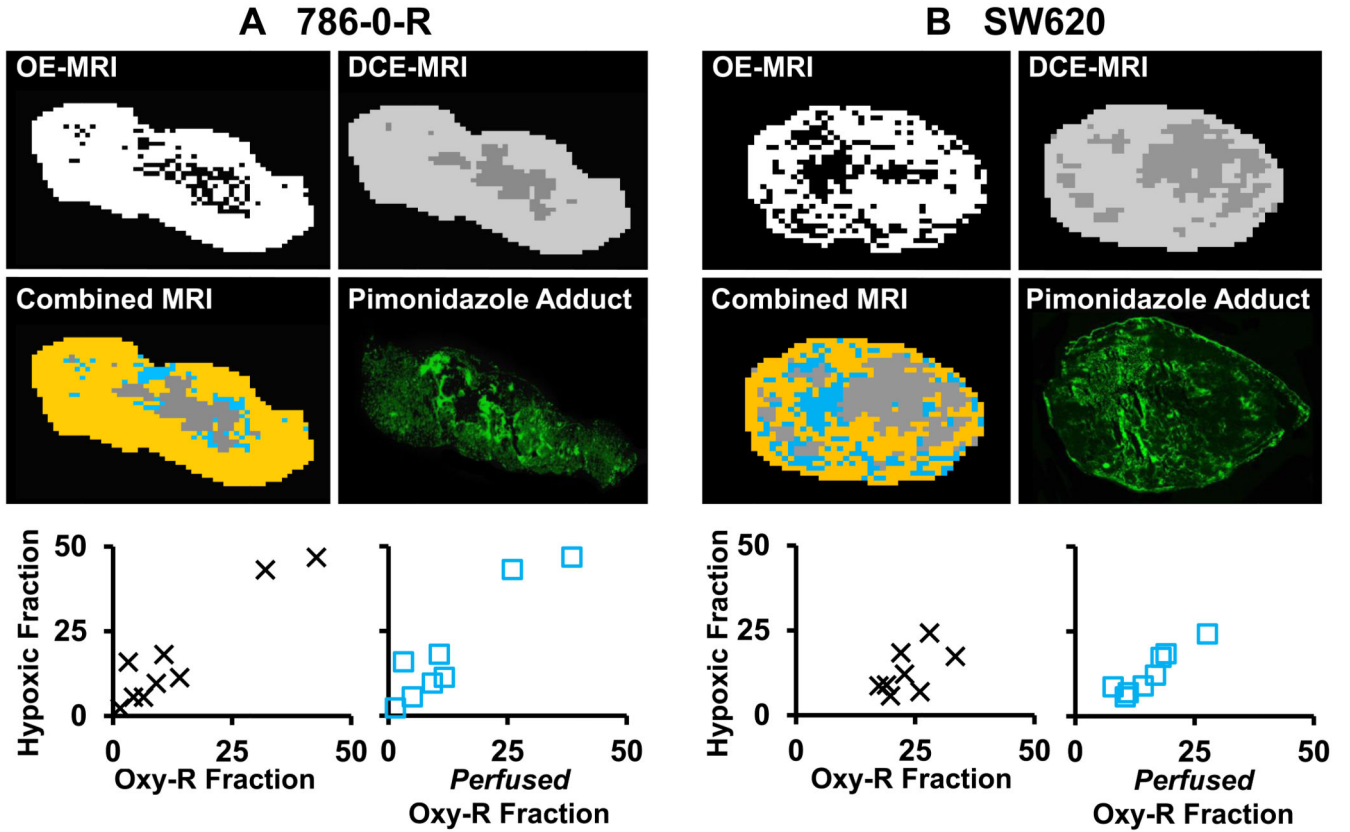 A 786-0-R
B SW620
OE-MRI
DCE-MRI
OE-MRI
DCE-MRI
Combined MRI
Pimonidazole Adduct
Combined MRI
Pimonidazole Adduct
Hypoxic Fraction
50
25
0
0 25 50
Oxy-R Fraction
0 25 50
Perfused
Oxy-R Fraction
Hypoxic Fraction
50
25
0
0 25 50
Oxy-R Fraction
0 25 50
Perfused
Oxy-R Fraction